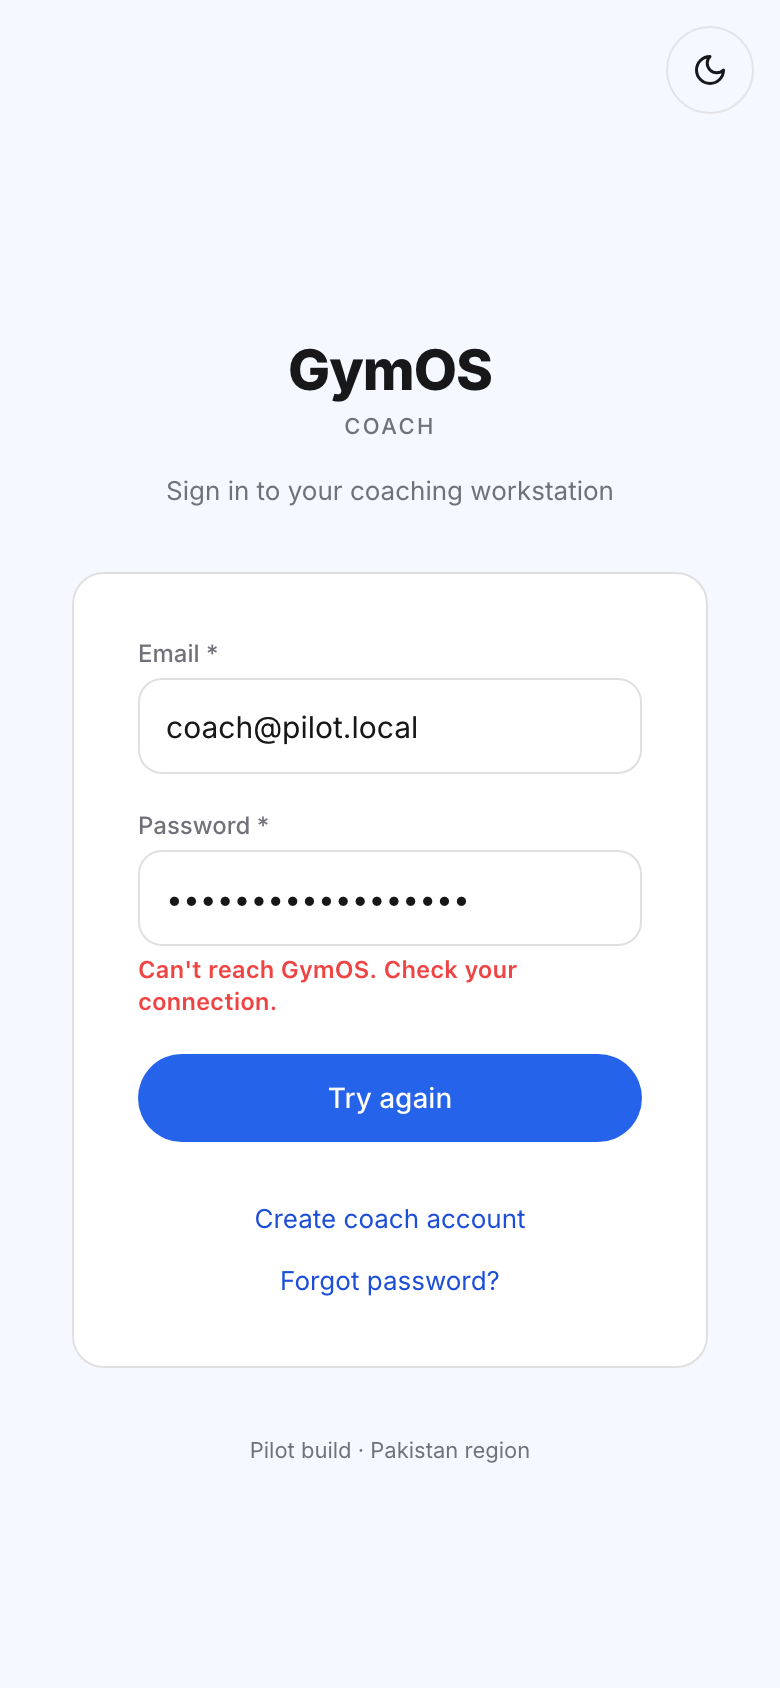 GymOS
COACH
Sign in to your coaching workstation
Email *
coach@pilot.local
Password *
••••••••••••••••••
Can't reach GymOS. Check your
connection.
Try again
Create coach account
Forgot password?
Pilot build · Pakistan region